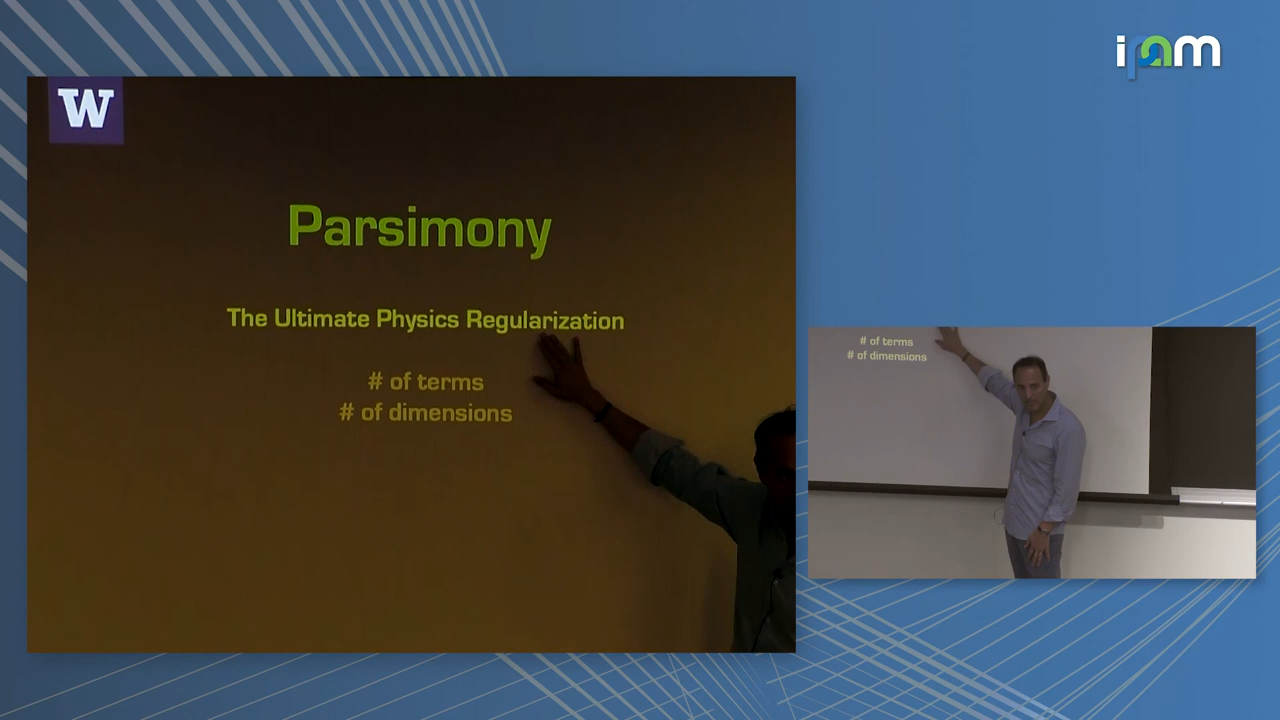 W
Parsimony
The Ultimate Physics Regularization
# of terms
# of dimensions
ipam
# of terms
# of dimensions